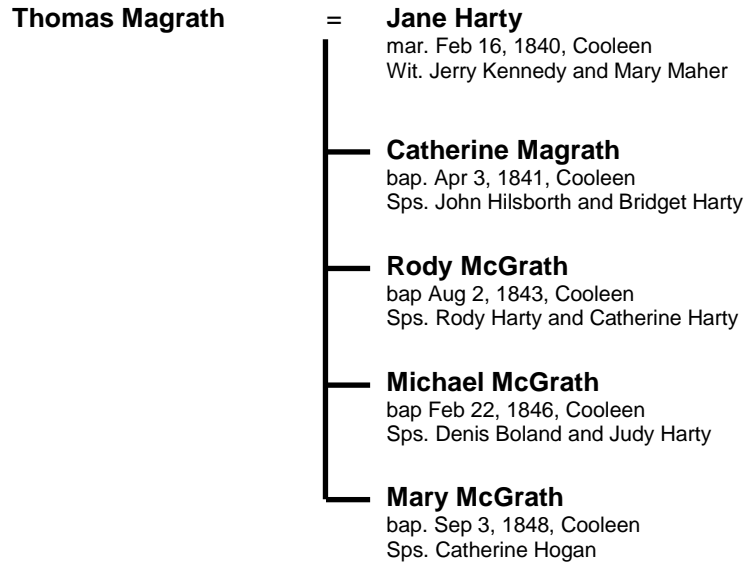 Thomas Magrath = Jane Harty
mar. Feb 16, 1840, Cooleen
Wit. Jerry Kennedy and Mary Maher
Catherine Magrath
bap. Apr 3, 1841, Cooleen
Sps. John Hilsborth and Bridget Harty
Rody McGrath
bap Aug 2, 1843, Cooleen
Sps. Rody Harty and Catherine Harty
Michael McGrath
bap Feb 22, 1846, Cooleen
Sps. Denis Boland and Judy Harty
Mary McGrath
bap. Sep 3, 1848, Cooleen
Sps. Catherine Hogan